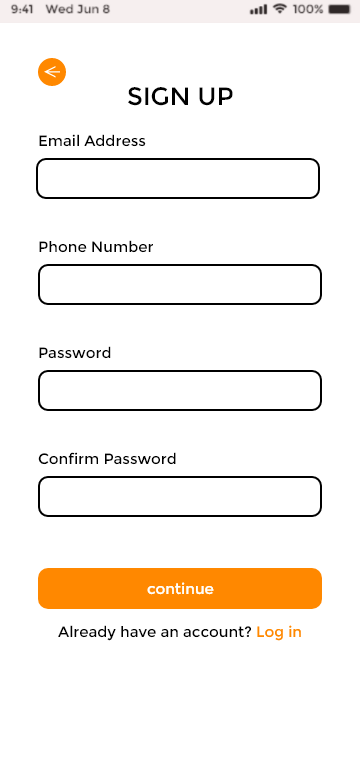 9:41 Wed Jun 8 100%
SIGN UP
Email Address
Phone Number
Password
Confirm Password
continue
Already have an account? Log in